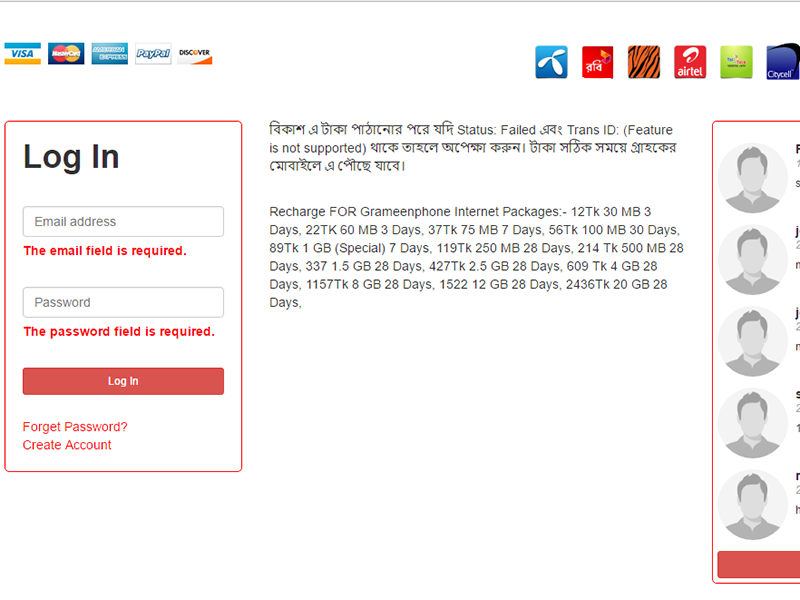 VISA
MasterCard
AMERICAN EXPRESS
PayPal
DISCOVER
রবি
airtel
Citycell
Log In
Email address
The email field is required.
Password
The password field is required.
Log In
Forget Password?
Create Account
বিকাশ এ টাকা পাঠানোর পরে যদি Status: Failed এবং Trans ID: (Feature
is not supported) থাকে তাহলে অপেক্ষা করুন। টাকা সঠিক সময়ে গ্রাহকের
মোবাইলে এ পৌছে যাবে।
Recharge FOR Grameenphone Internet Packages:- 12Tk 30 MB 3
Days, 22TK 60 MB 3 Days, 37Tk 75 MB 7 Days, 56Tk 100 MB 30 Days,
89Tk 1 GB (Special) 7 Days, 119Tk 250 MB 28 Days, 214 Tk 500 MB 28
Days, 337 1.5 GB 28 Days, 427Tk 2.5 GB 28 Days, 609 Tk 4 GB 28
Days, 1157Tk 8 GB 28 Days, 1522 12 GB 28 Days, 2436Tk 20 GB 28
Days,